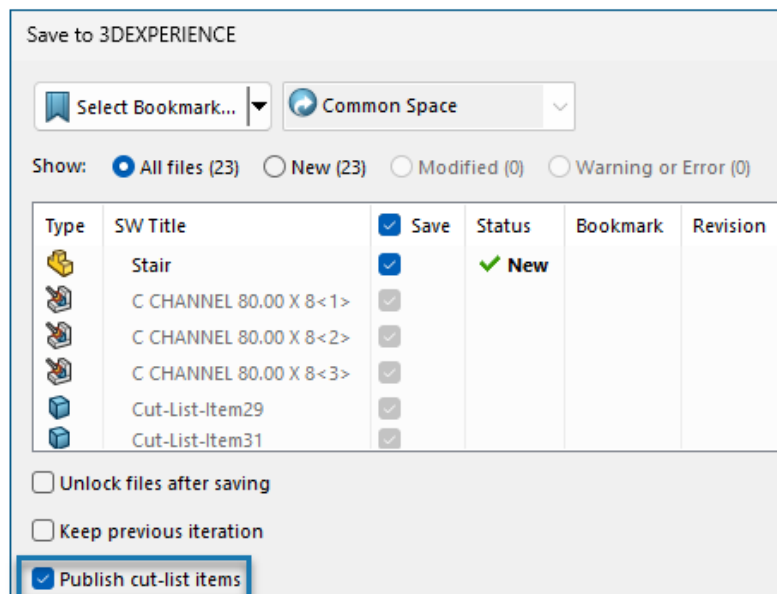 Save to 3DEXPERIENCE
Select Bookmark... Common Space
Show: All files (23) New (23) Modified (0) Warning or Error (0)
Type SW Title Save Status Bookmark Revision
Stair New
C CHANNEL 80.00 X 8<1>
C CHANNEL 80.00 X 8<2>
C CHANNEL 80.00 X 8<3>
Cut-List-Item29
Cut-List-Item31
Unlock files after saving
Keep previous iteration
Publish cut-list items